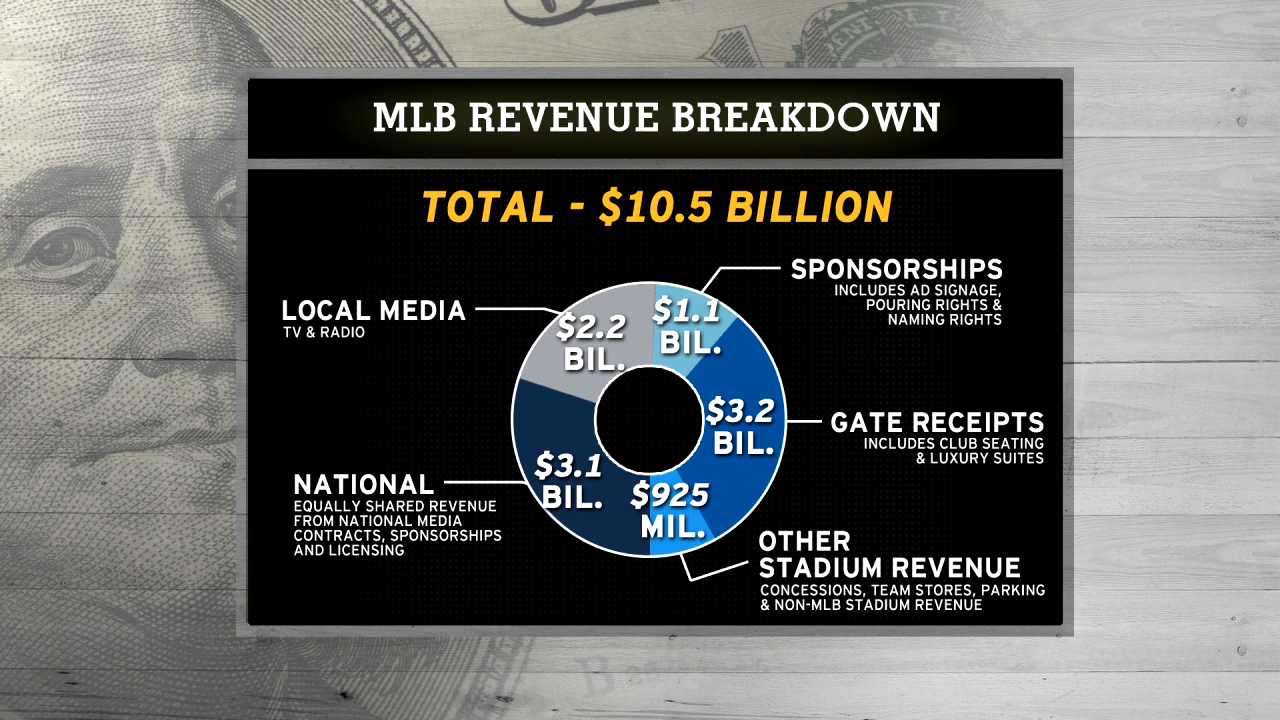 MLB REVENUE BREAKDOWN
TOTAL - $10.5 BILLION
SPONSORSHIPS
INCLUDES AD SIGNAGE,
POURING RIGHTS &
NAMING RIGHTS
LOCAL MEDIA
TV & RADIO
$2.2
BIL.
$1.1
BIL.
$3.2
BIL.
GATE RECEIPTS
INCLUDES CLUB SEATING
& LUXURY SUITES
NATIONAL
EQUALLY SHARED REVENUE
FROM NATIONAL MEDIA
CONTRACTS, SPONSORSHIPS
AND LICENSING
$3.1
BIL.
$925
MIL.
OTHER
STADIUM REVENUE
CONCESSIONS, TEAM STORES, PARKING
& NON-MLB STADIUM REVENUE